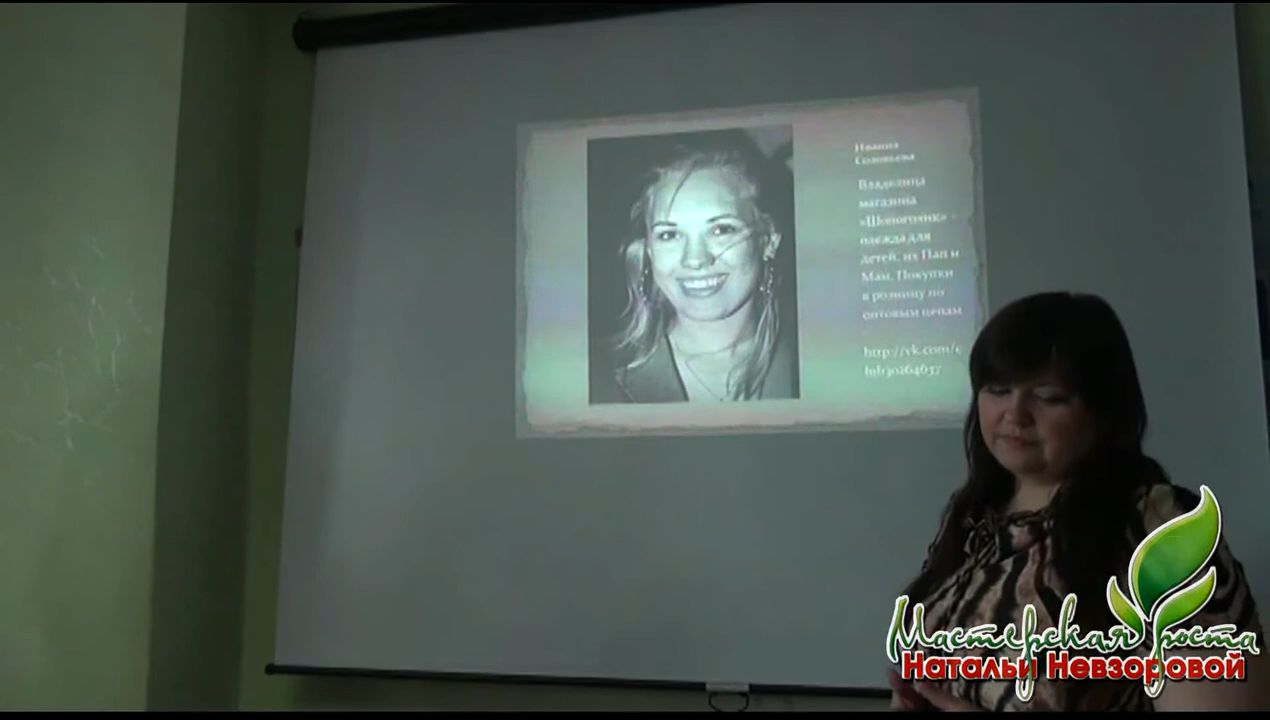 Иванна
Соловьева
Владелица
магазина
«Шопоголик» –
одежда для
детей, их Пап и
Мам. Покупки
в розницу по
оптовым ценам
http://vk.com/c
lub30264637
Мастерская роста
Натальи Невзоровой